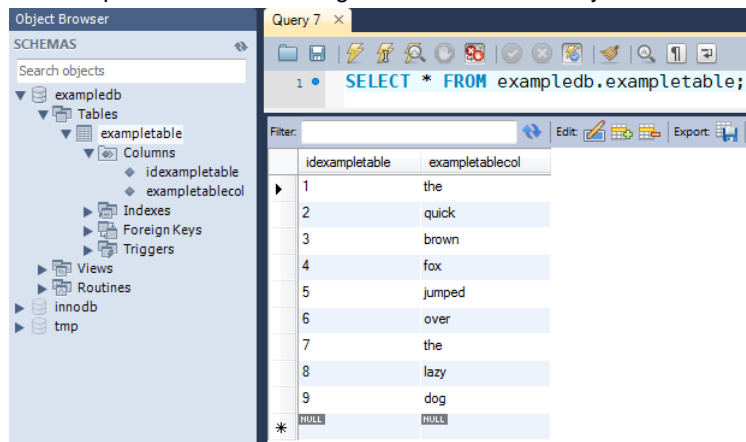 Object Browser
SCHEMAS
Search objects
exampledb
Tables
exampletable
Columns
idexampletable
exampletablecol
Indexes
Foreign Keys
Triggers
Views
Routines
innodb
tmp
Query 7 ×
1 SELECT * FROM exampledb.exampletable;
Filter: Edit: Export:
idexampletable exampletablecol
1 the
2 quick
3 brown
4 fox
5 jumped
6 over
7 the
8 lazy
9 dog
* NULL NULL